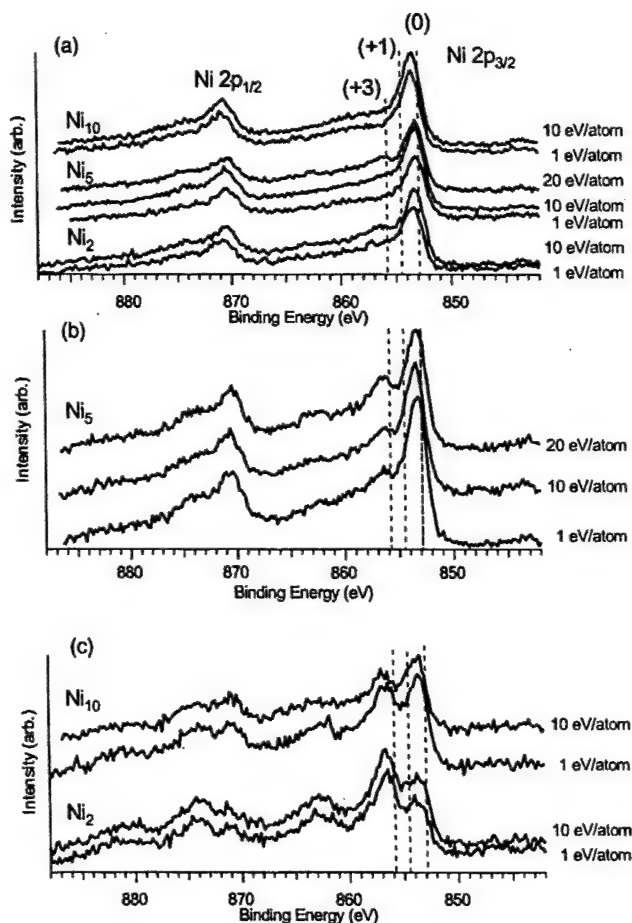 (0)
(a)
(+1)
Ni 2p3/2
Ni 2p1/2
(+3)
Ni10
10 eV/atom
1 eV/atom
Ni5
20 eV/atom
10 eV/atom
1 eV/atom
Ni2
10 eV/atom
1 eV/atom
Intensity (arb.)
880 870 860 850
Binding Energy (eV)
(b)
Ni5
20 eV/atom
10 eV/atom
1 eV/atom
Intensity (arb.)
880 870 860 850
Binding Energy (eV)
(c)
Ni10
10 eV/atom
1 eV/atom
Ni2
10 eV/atom
1 eV/atom
Intensity (arb.)
880 870 860 850
Binding Energy (eV)